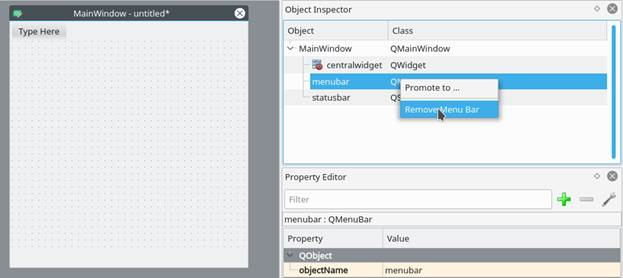 MainWindow - untitled*
Type Here
Object Inspector
Object Class
MainWindow QMainWindow
centralwidget QWidget
menubar
Promote to ...
statusbar
Remove Menu Bar
Property Editor
Filter
menubar : QMenuBar
Property Value
QObject
objectName menubar